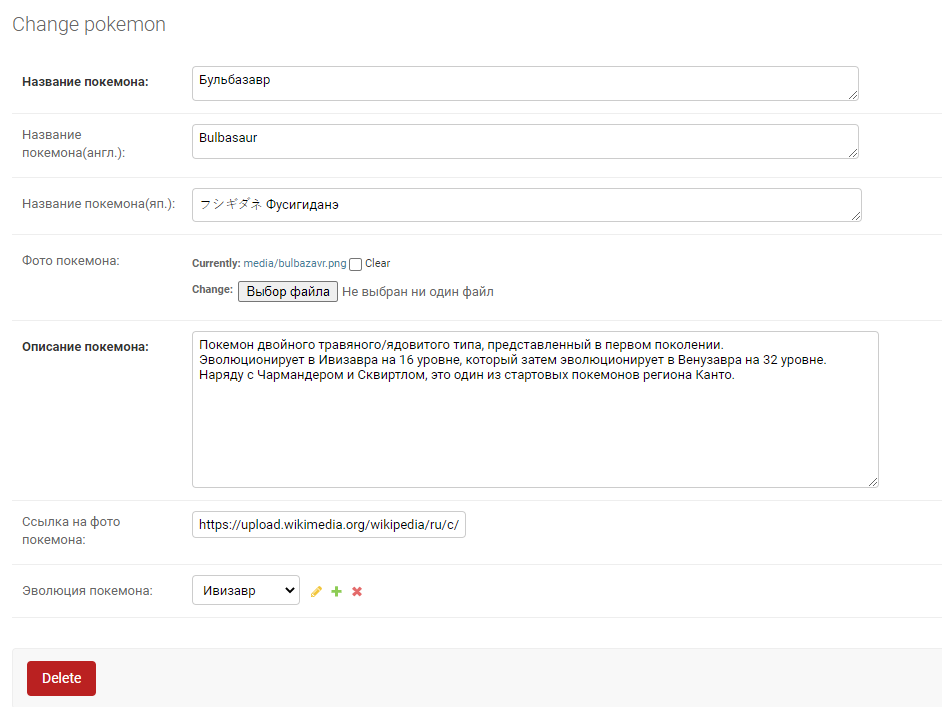 Change pokemon
Название покемона:
Бульбазавр
Название
покемона(англ.):
Bulbasaur
Название покемона(яп.):
フシギダネ Фусигиданэ
Фото покемона:
Currently: media/bulbazavr.png Clear
Change: Выбор файла Не выбран ни один файл
Описание покемона:
Покемон двойного травяного/ядовитого типа, представленный в первом поколении.
Эволюционирует в Ивизавра на 16 уровне, который затем эволюционирует в Венузавра на 32 уровне.
Наряду с Чармандером и Сквиртлом, это один из стартовых покемонов региона Канто.
Ссылка на фото
покемона:
https://upload.wikimedia.org/wikipedia/ru/c/
Эволюция покемона:
Ивизавр
Delete